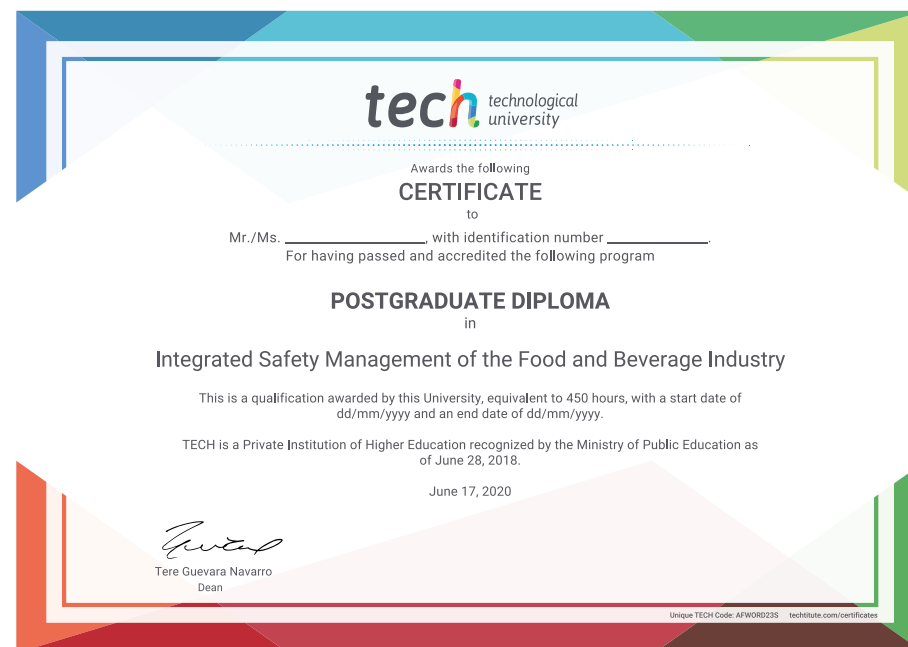 tech technological
university
Awards the following
CERTIFICATE
to
Mr./Ms. ____________________, with identification number ______________.
For having passed and accredited the following program
POSTGRADUATE DIPLOMA
in
Integrated Safety Management of the Food and Beverage Industry
This is a qualification awarded by this University, equivalent to 450 hours, with a start date of
dd/mm/yyyy and an end date of dd/mm/yyyy.
TECH is a Private Institution of Higher Education recognized by the Ministry of Public Education as
of June 28, 2018.
June 17, 2020
Tere Guevara Navarro
Dean
Unique TECH Code: AFWORD23S techtitute.com/certificates